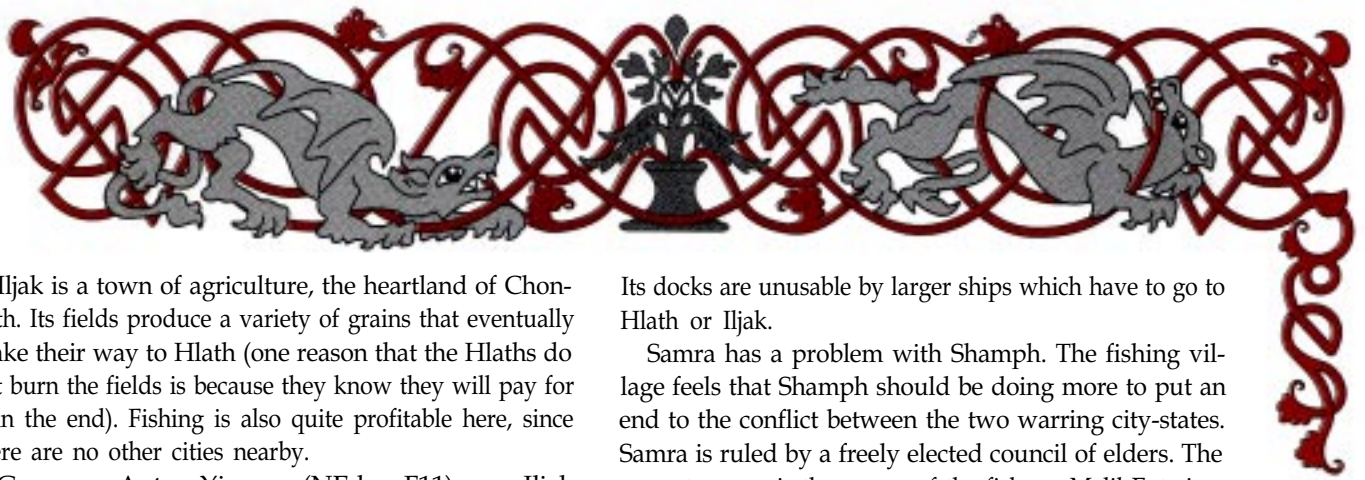 Iljak is a town of agriculture, the heartland of Chon-
th. Its fields produce a variety of grains that eventually
ke their way to Hlath (one reason that the Hlaths do
t burn the fields is because they know they will pay for
in the end). Fishing is also quite profitable here, since
ere are no other cities nearby.
Its docks are unusable by larger ships which have to go to
Hlath or Iljak.
Samra has a problem with Shamph. The fishing vil-
lage feels that Shamph should be doing more to put an
end to the conflict between the two warring city-states.
Samra is ruled by a freely elected council of elders. The